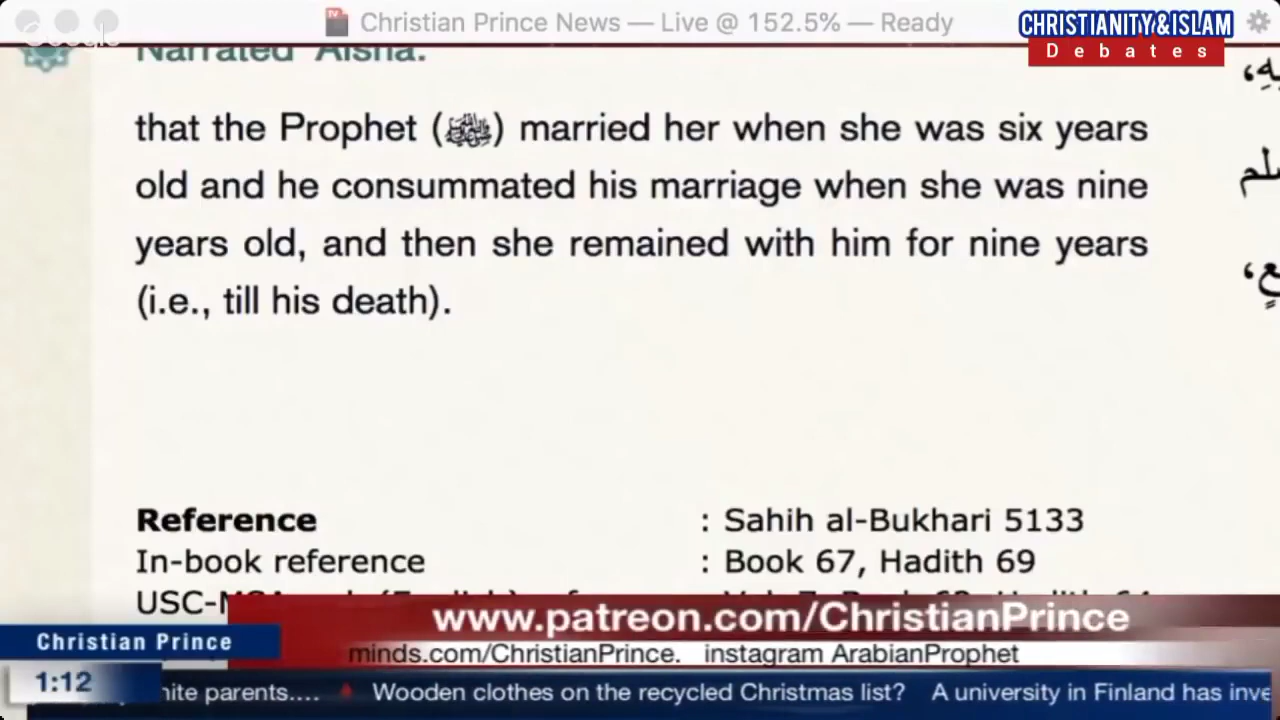 Christian Prince News — Live @ 152.5% — Ready
CHRISTIANITY&ISLAM
Debates
Google
Narrated Aisha:
that the Prophet (ﷺ) married her when she was six years
old and he consummated his marriage when she was nine
years old, and then she remained with him for nine years
(i.e., till his death).
Reference : Sahih al-Bukhari 5133
In-book reference : Book 67, Hadith 69
www.patreon.com/ChristianPrince
Christian Prince
minds.com/ChristianPrince. instagram ArabianProphet
1:12
parents.... Wooden clothes on the recycled Christmas list? A university in Finland has